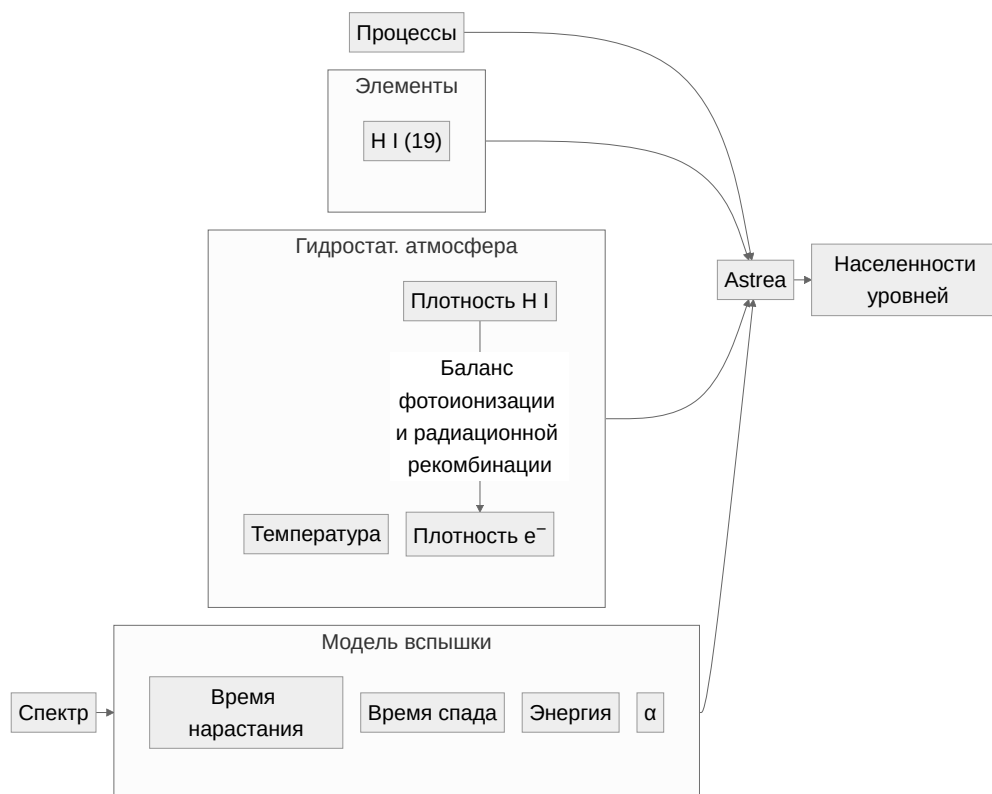 Процессы
Элементы
H I (19)
Гидростат. атмосфера
Плотность H I
Баланс
фотоионизации
и радиационной
рекомбинации
Температура
Плотность e⁻
Astrea
Населенности
уровней
Модель вспышки
Спектр
Время
нарастания
Время спада
Энергия
α